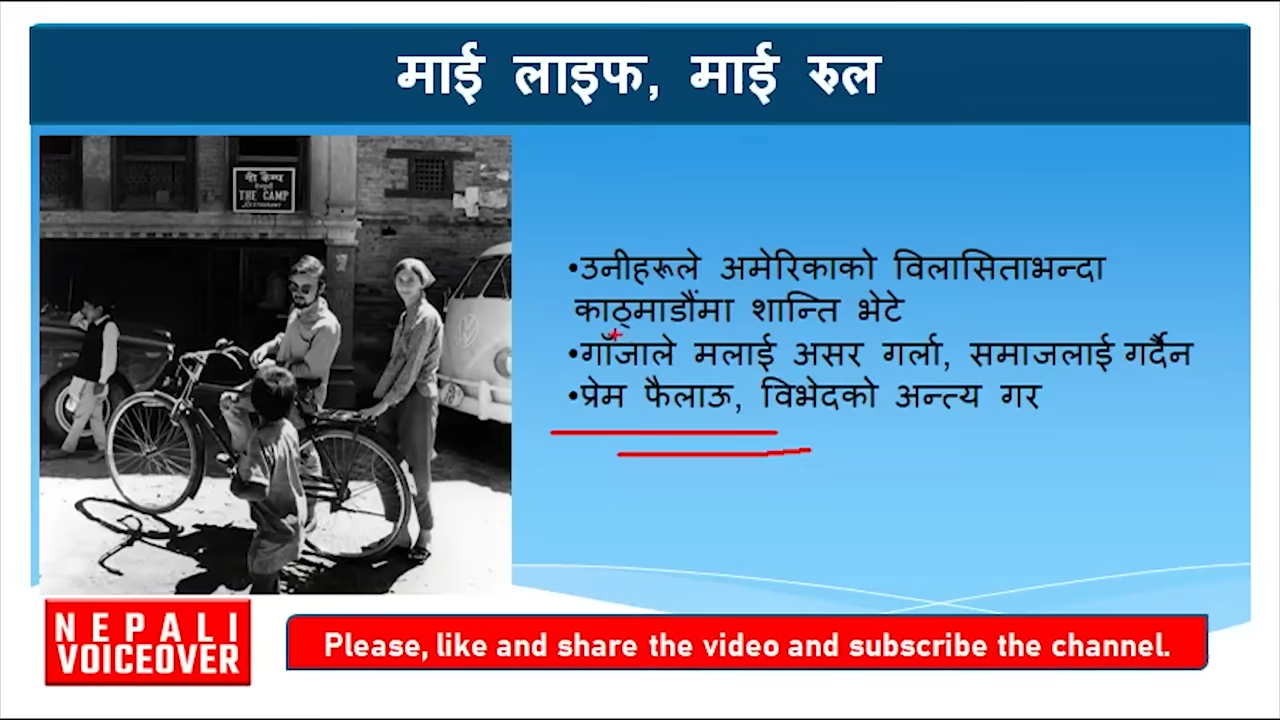 माई लाइफ, माई रुल
दी केम्प
THE CAMP
RESTAURANT
•उनीहरूले अमेरिकाको विलासिताभन्दा
काठ्माडौंमा शान्ति भेटे
•गाँजाले मलाई असर गर्ला, समाजलाई गर्दैन
•प्रेम फैलाऊ, विभेदको अन्त्य गर
NEPALI
VOICEOVER
Please, like and share the video and subscribe the channel.